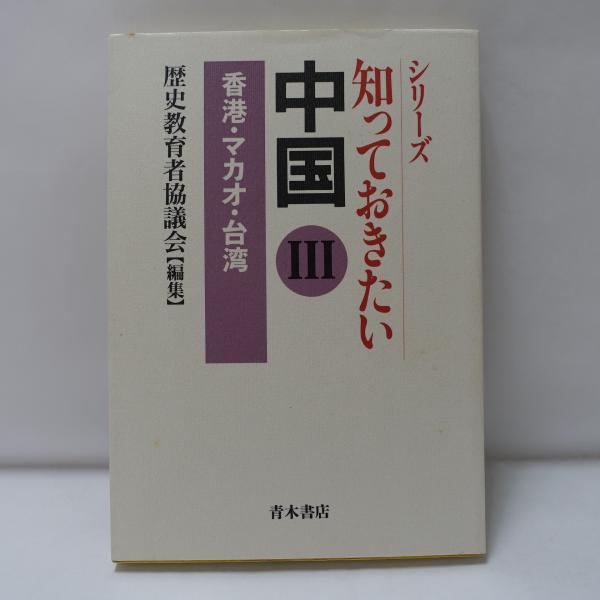 シリーズ
知っておきたい
中国
III
香港・マカオ・台湾
歴史教育者協議会【編集】
青木書店